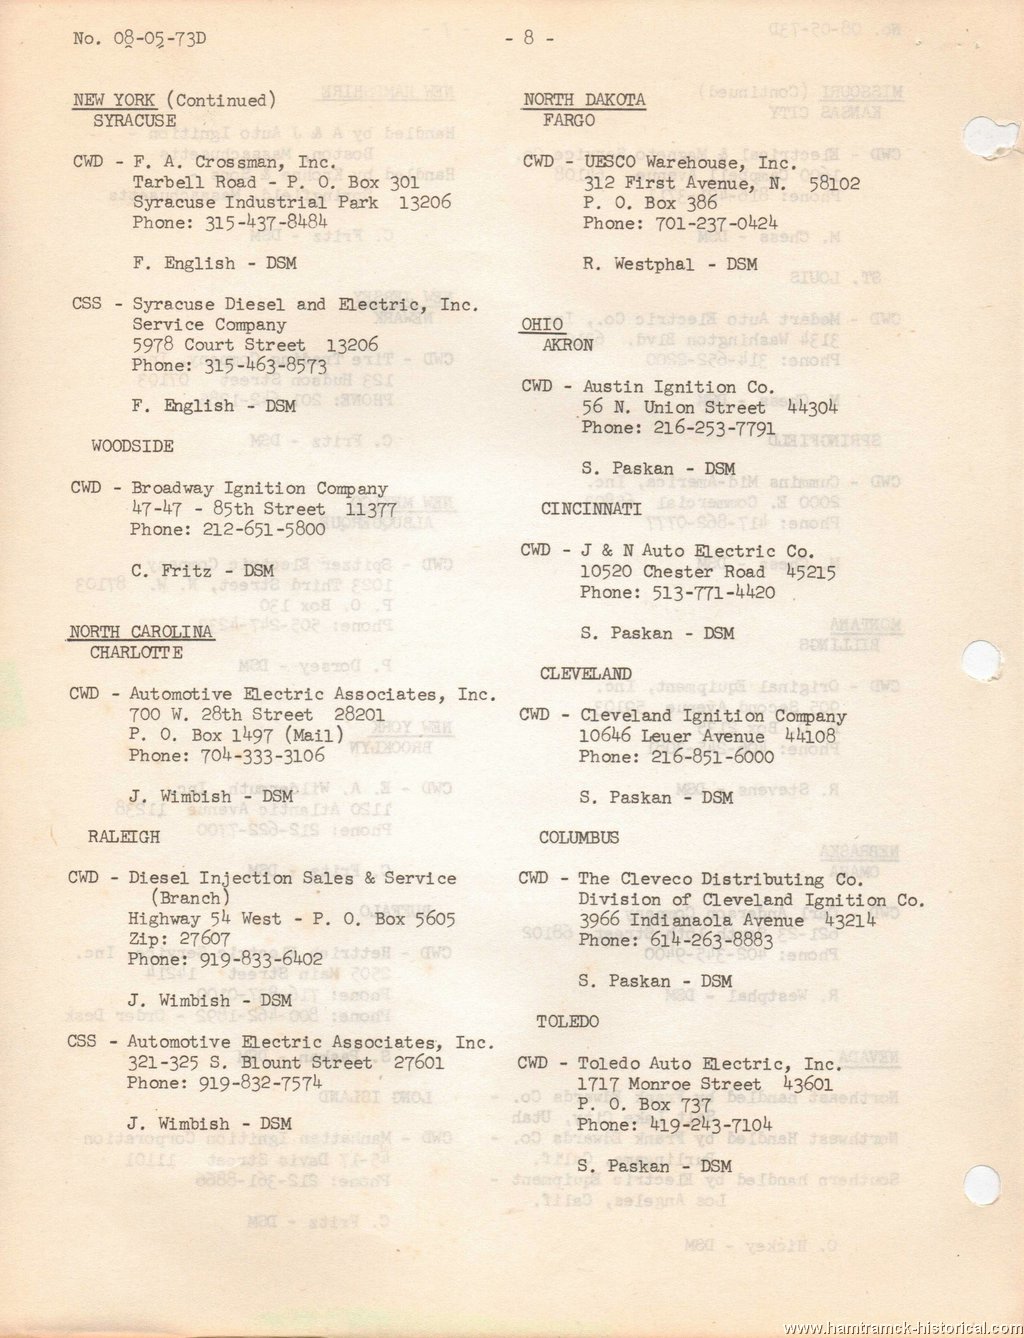 No. 08-05-73D
- 8 -
NEW YORK (Continued)
SYRACUSE
CWD - F. A. Crossman, Inc.
Tarbell Road - P. O. Box 301
Syracuse Industrial Park 13206
Phone: 315-437-8484
F. English - DSM
CSS - Syracuse Diesel and Electric, Inc.
Service Company
5978 Court Street 13206
Phone: 315-463-8573
F. English - DSM
WOODSIDE
CWD - Broadway Ignition Company
47-47 - 85th Street 11377
Phone: 212-651-5800
C. Fritz - DSM
NORTH CAROLINA
CHARLOTTE
CWD - Automotive Electric Associates, Inc.
700 W. 28th Street 28201
P. O. Box 1497 (Mail)
Phone: 704-333-3106
J. Wimbish - DSM
RALEIGH
CWD - Diesel Injection Sales & Service
(Branch)
Highway 54 West - P. O. Box 5605
Zip: 27607
Phone: 919-833-6402
J. Wimbish - DSM
CSS - Automotive Electric Associates, Inc.
321-325 S. Blount Street 27601
Phone: 919-832-7574
J. Wimbish - DSM
NORTH DAKOTA
FARGO
CWD - UESCO Warehouse, Inc.
312 First Avenue, N. 58102
P. O. Box 386
Phone: 701-237-0424
R. Westphal - DSM
OHIO
AKRON
CWD - Austin Ignition Co.
56 N. Union Street 44304
Phone: 216-253-7791
S. Paskan - DSM
CINCINNATI
CWD - J & N Auto Electric Co.
10520 Chester Road 45215
Phone: 513-771-4420
S. Paskan - DSM
CLEVELAND
CWD - Cleveland Ignition Company
10646 Leuer Avenue 44108
Phone: 216-851-6000
S. Paskan - DSM
COLUMBUS
CWD - The Cleveco Distributing Co.
Division of Cleveland Ignition Co.
3966 Indianaola Avenue 43214
Phone: 614-263-8883
S. Paskan - DSM
TOLEDO
CWD - Toledo Auto Electric, Inc.
1717 Monroe Street 43601
P. O. Box 737
Phone: 419-243-7104
S. Paskan - DSM
www.hamtramck-historical.com